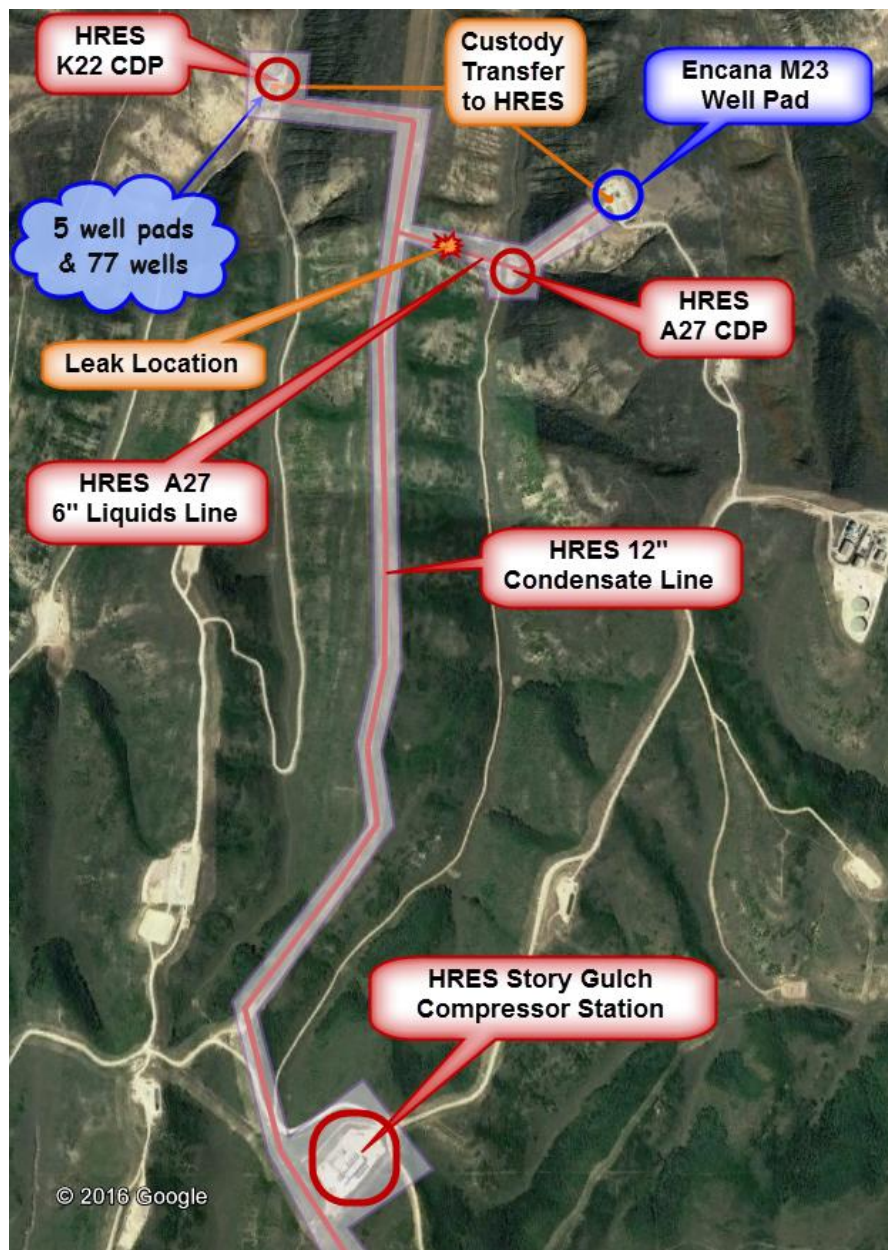 HRES
K22 CDP
Custody
Transfer
to HRES
Encana M23
Well Pad
5 well pads
& 77 wells
HRES
A27 CDP
Leak Location
HRES  A27
6" Liquids Line
HRES 12"
Condensate Line
HRES Story Gulch
Compressor Station
© 2016 Google